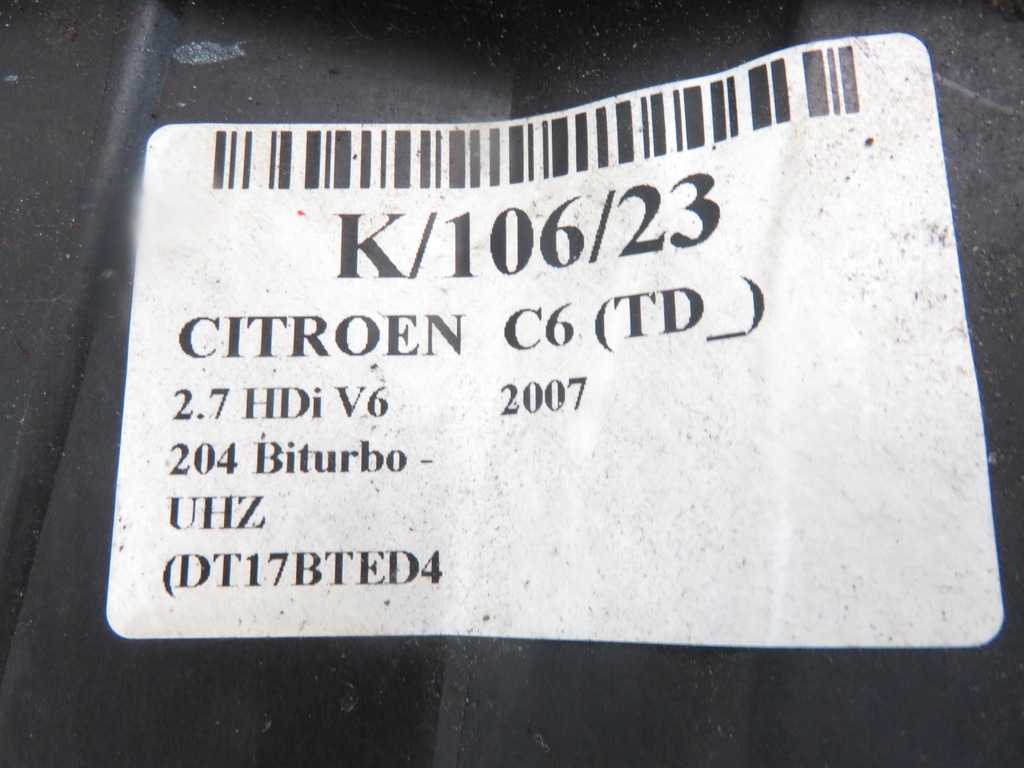 K/106/23
CITROEN C6 (TD_)
2.7 HDi V6 2007
204 Biturbo -
UHZ
(DT17BTED4